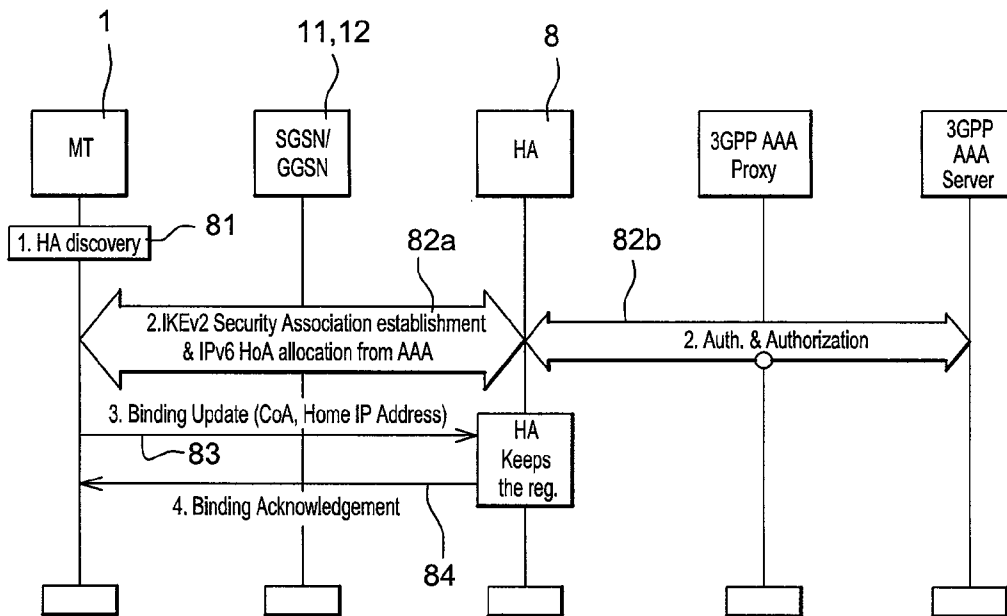 1
11,12
8
MT
SGSN/
GGSN
HA
3GPP AAA
Proxy
3GPP
AAA
Server
1. HA discovery
81
82a
82b
2.IKEv2 Security Association establishment
& IPv6 HoA allocation from AAA
2. Auth. & Authorization
3. Binding Update (CoA, Home IP Address)
83
HA
Keeps
the reg.
4. Binding Acknowledgement
84